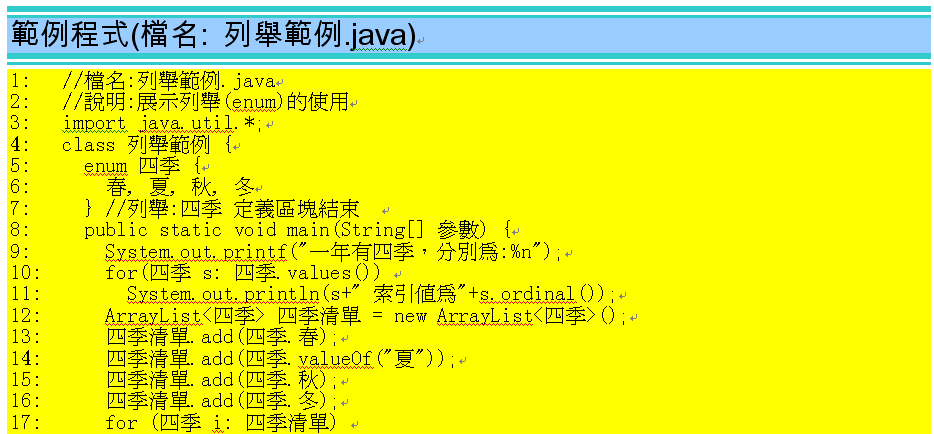 範例程式(檔名: 列舉範例.java)
1: //檔名:列舉範例.java
2: //說明:展示列舉(enum)的使用
3: import java.util.*;
4: class 列舉範例 {
5: enum 四季 {
6: 春, 夏, 秋, 冬
7: } //列舉:四季 定義區塊結束
8: public static void main(String[] 參數) {
9: System.out.printf("一年有四季，分別為:%n");
10: for(四季 s: 四季.values())
11: System.out.println(s+" 索引值為"+s.ordinal());
12: ArrayList<四季> 四季清單 = new ArrayList<四季>();
13: 四季清單.add(四季.春);
14: 四季清單.add(四季.valueOf("夏"));
15: 四季清單.add(四季.秋);
16: 四季清單.add(四季.冬);
17: for (四季 i: 四季清單)